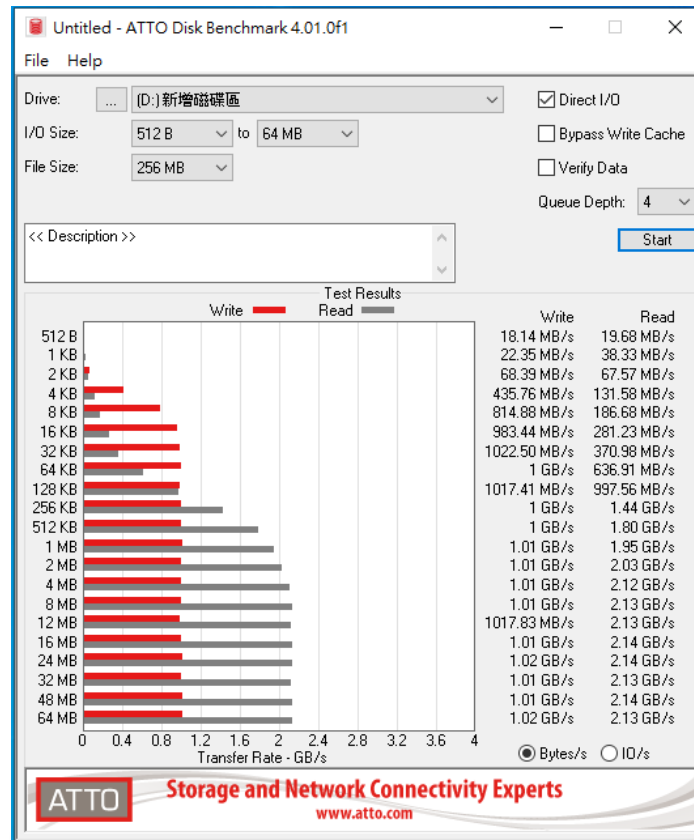 Untitled - ATTO Disk Benchmark 4.01.0f1
File Help
Drive: ... (D:)新增磁碟區 Direct I/O
I/O Size: 512 B to 64 MB Bypass Write Cache
File Size: 256 MB Verify Data
Queue Depth: 4
<< Description >> Start
Test Results
Write Read Write Read
512 B 18.14 MB/s 19.68 MB/s
1 KB 22.35 MB/s 38.33 MB/s
2 KB 68.39 MB/s 67.57 MB/s
4 KB 435.76 MB/s 131.58 MB/s
8 KB 814.88 MB/s 186.68 MB/s
16 KB 983.44 MB/s 281.23 MB/s
32 KB 1022.50 MB/s 370.98 MB/s
64 KB 1 GB/s 636.91 MB/s
128 KB 1017.41 MB/s 997.56 MB/s
256 KB 1 GB/s 1.44 GB/s
512 KB 1 GB/s 1.80 GB/s
1 MB 1.01 GB/s 1.95 GB/s
2 MB 1.01 GB/s 2.03 GB/s
4 MB 1.01 GB/s 2.12 GB/s
8 MB 1.01 GB/s 2.13 GB/s
12 MB 1017.83 MB/s 2.13 GB/s
16 MB 1.01 GB/s 2.14 GB/s
24 MB 1.02 GB/s 2.14 GB/s
32 MB 1.01 GB/s 2.13 GB/s
48 MB 1.01 GB/s 2.14 GB/s
64 MB 1.02 GB/s 2.13 GB/s
0 0.4 0.8 1.2 1.6 2 2.4 2.8 3.2 3.6 4
Transfer Rate - GB/s Bytes/s IO/s
ATTO Storage and Network Connectivity Experts
www.atto.com